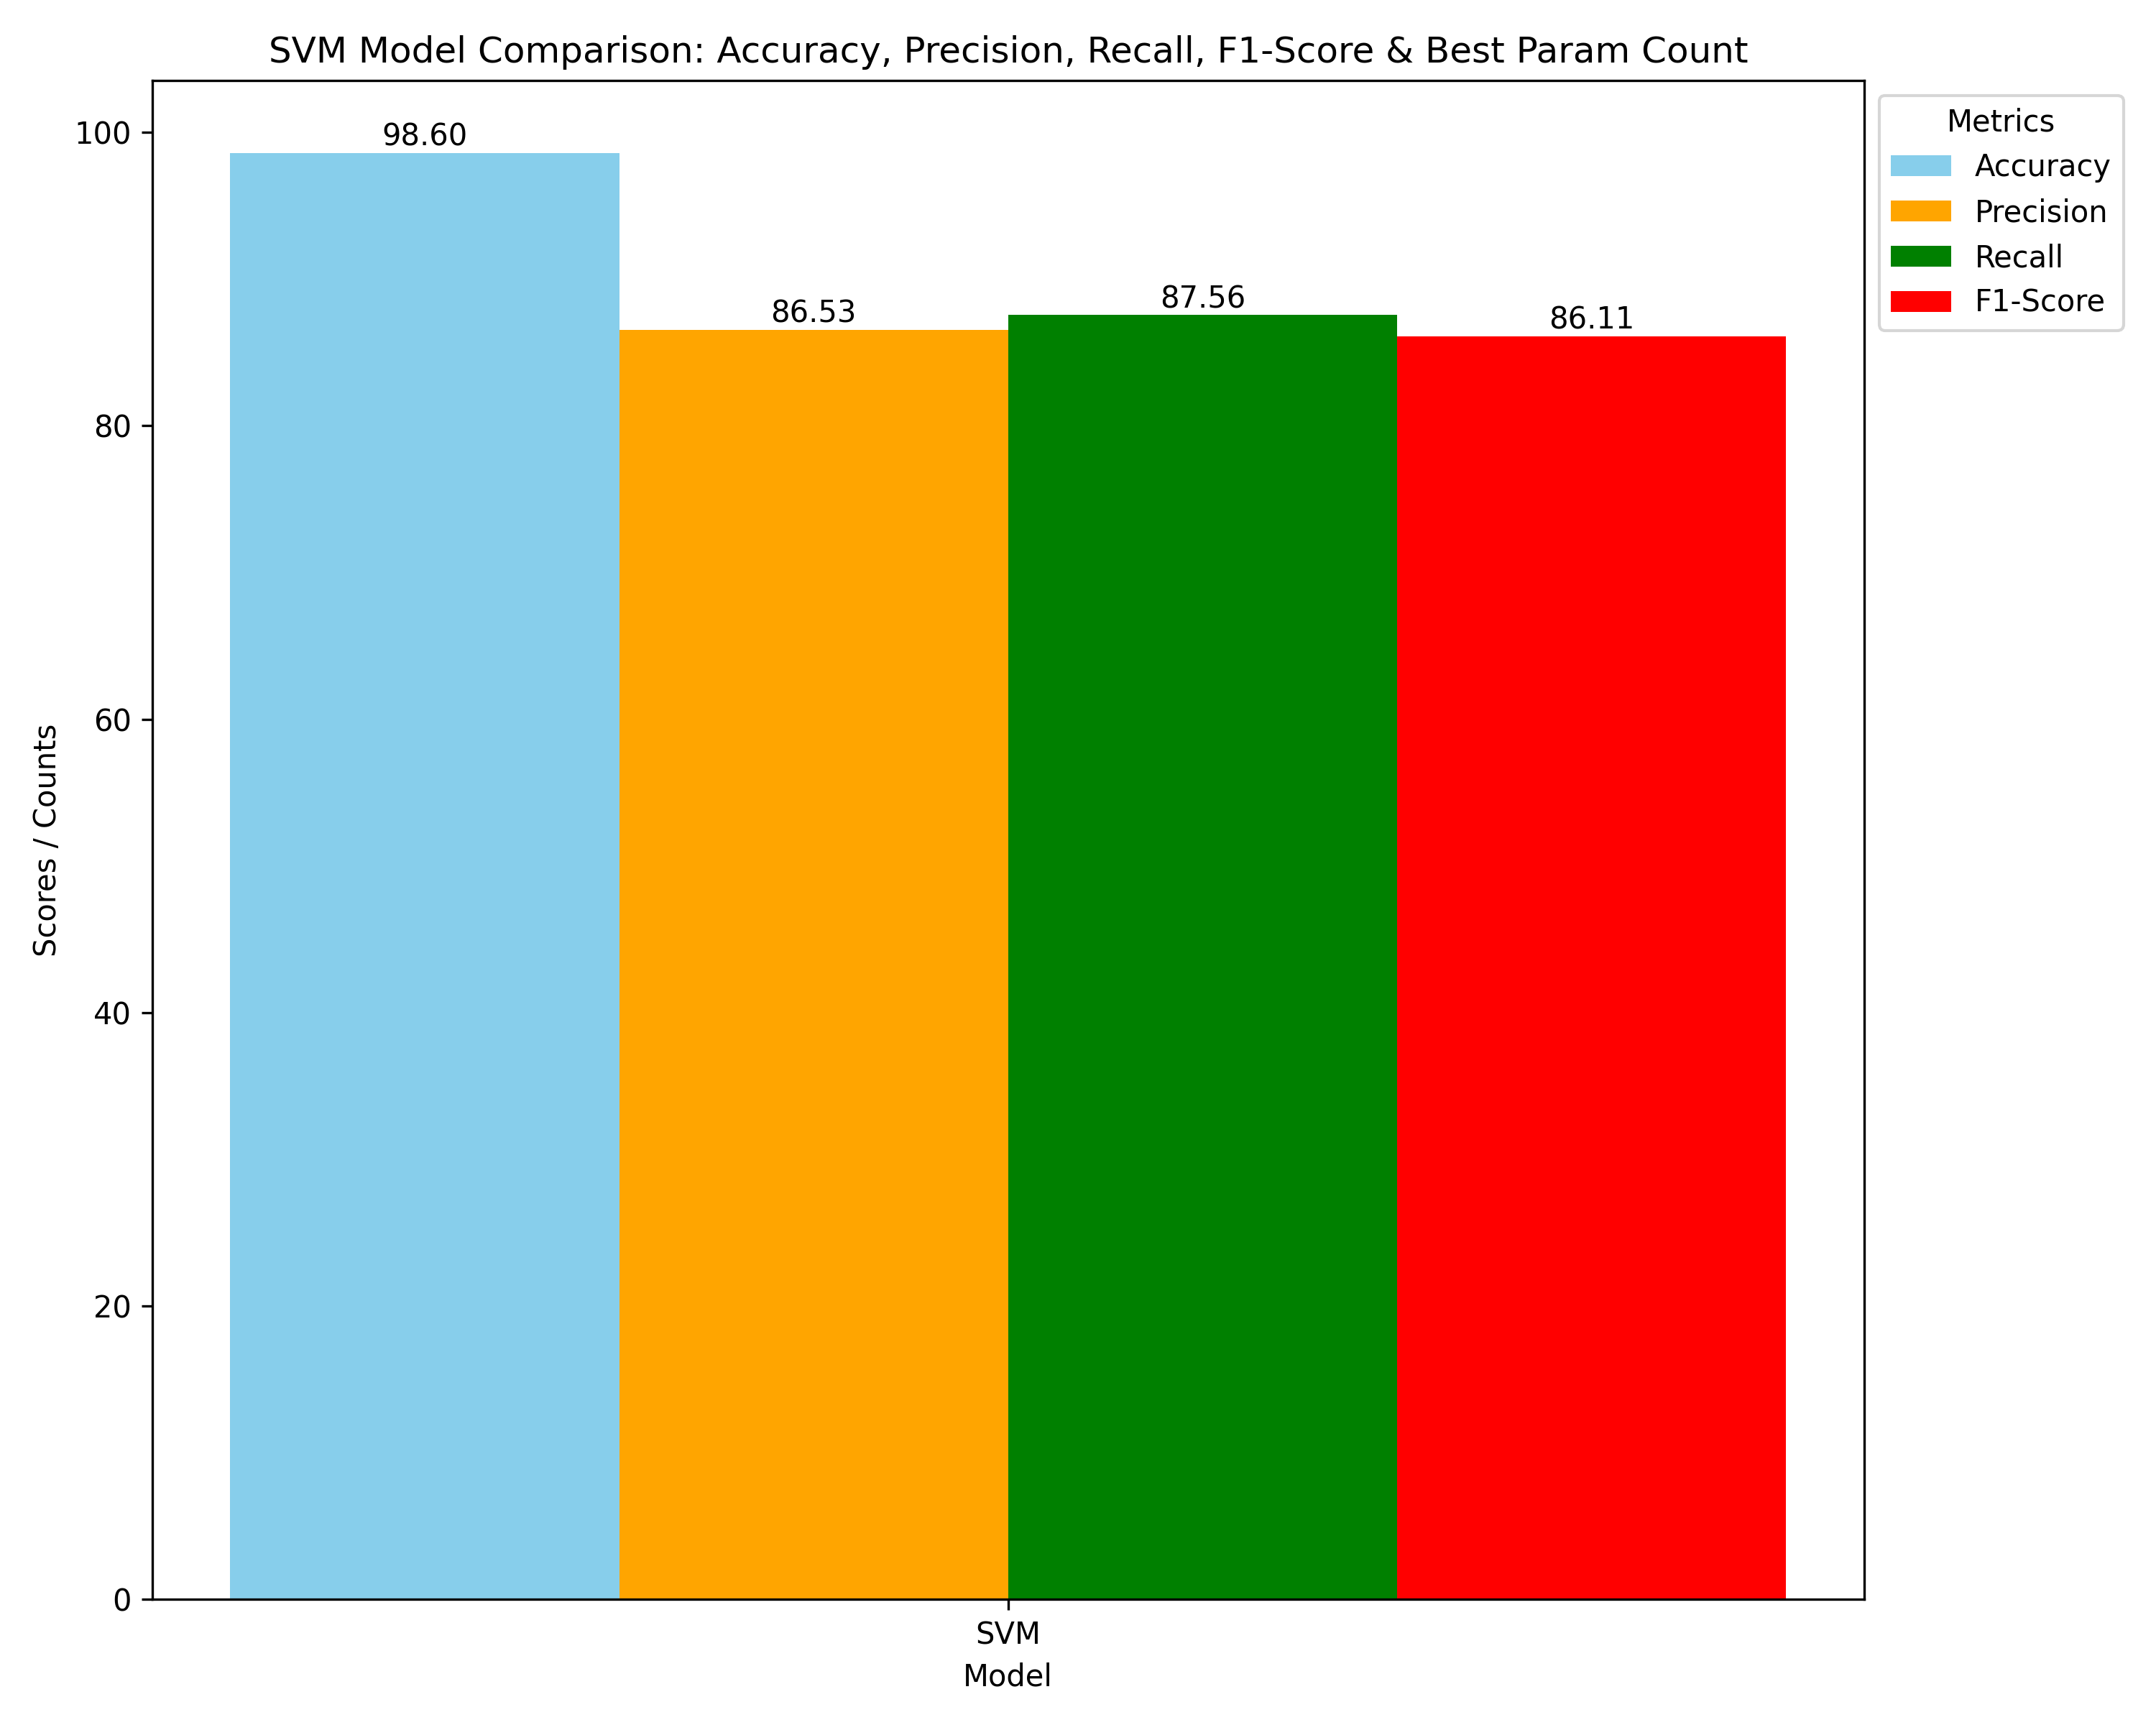 SVM Model Comparison: Accuracy, Precision, Recall, F1-Score & Best Param Count
Metrics
Accuracy
Precision
Recall
F1-Score
98.60
86.53
87.56
86.11
100
80
60
40
20
0
Scores / Counts
SVM
Model